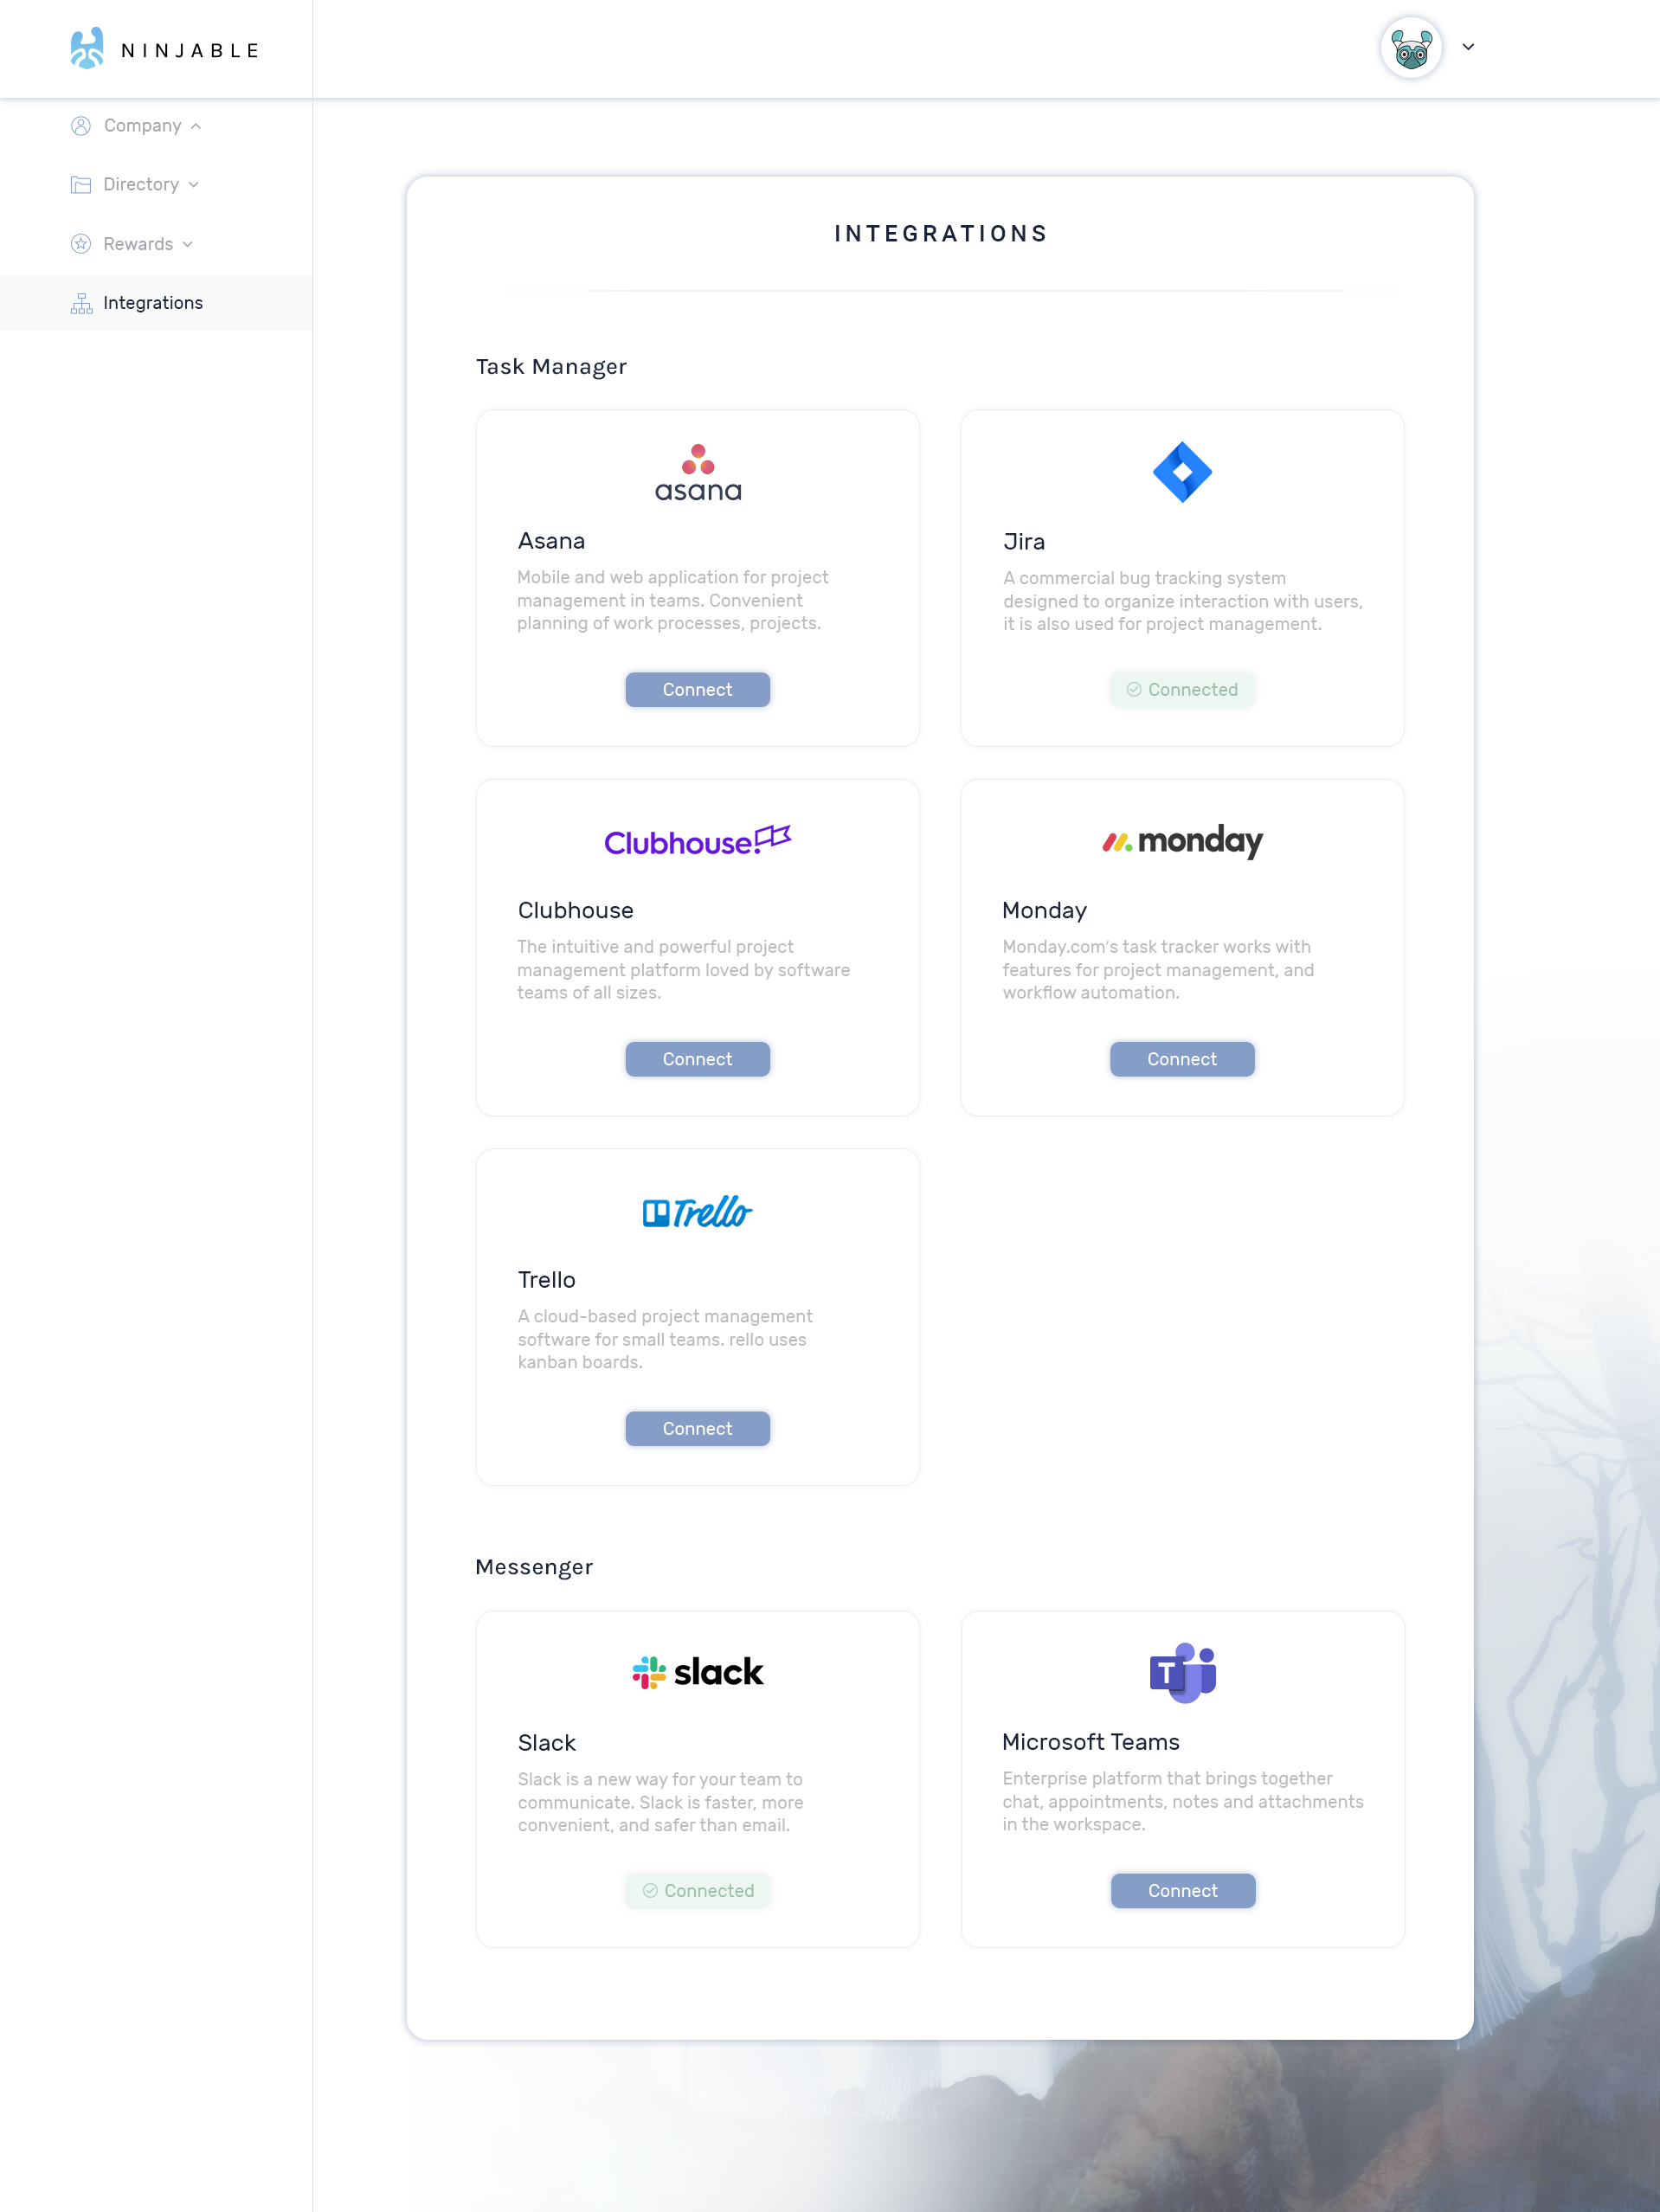 NINJABLE
Company
Directory
Rewards
Integrations
INTEGRATIONS
Task Manager
asana
Asana
Mobile and web application for project
management in teams. Convenient
planning of work processes, projects.
Connect
Jira
A commercial bug tracking system
designed to organize interaction with users,
it is also used for project management.
Connected
Clubhouse
Clubhouse
The intuitive and powerful project
management platform loved by software
teams of all sizes.
Connect
monday
Monday
Monday.com's task tracker works with
features for project management, and
workflow automation.
Connect
Trello
Trello
A cloud-based project management
software for small teams. rello uses
kanban boards.
Connect
Messenger
slack
Slack
Slack is a new way for your team to
communicate. Slack is faster, more
convenient, and safer than email.
Connected
T
Microsoft Teams
Enterprise platform that brings together
chat, appointments, notes and attachments
in the workspace.
Connect